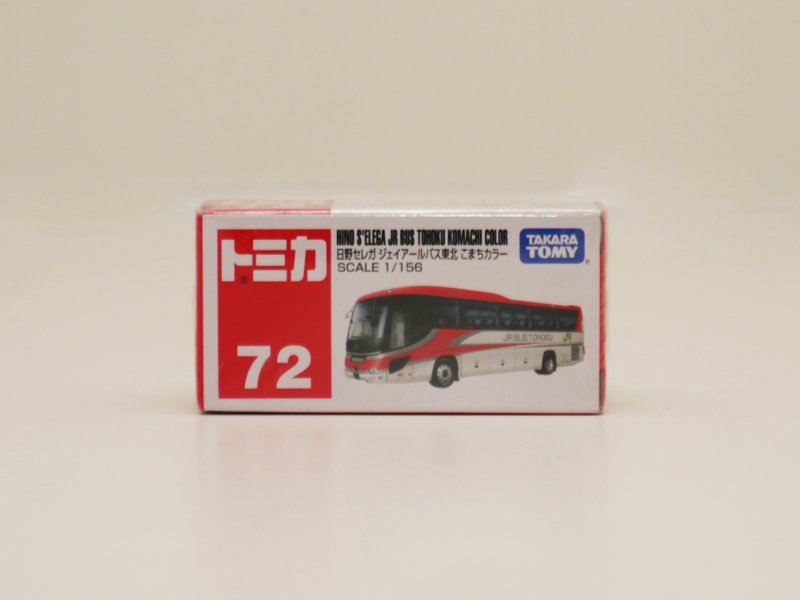 トミカ
®
72
HINO S'ELEGA JR BUS TOHOKU KOMACHI COLOR
日野セレガ ジェイアールバス東北 こまちカラー
SCALE 1/156
JR BUS TOHOKU
JR
TAKARA
TOMY
®